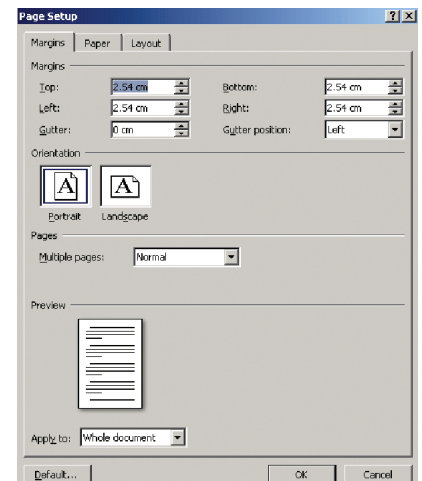 Page Setup
Margins Paper Layout
Margins
Top: 2.54 cm Bottom: 2.54 cm
Left: 2.54 cm Right: 2.54 cm
Gutter: 0 cm Gutter position: Left
Orientation
A A
Portrait Landscape
Pages
Multiple pages: Normal
Preview
Apply to: Whole document
Default... OK Cancel